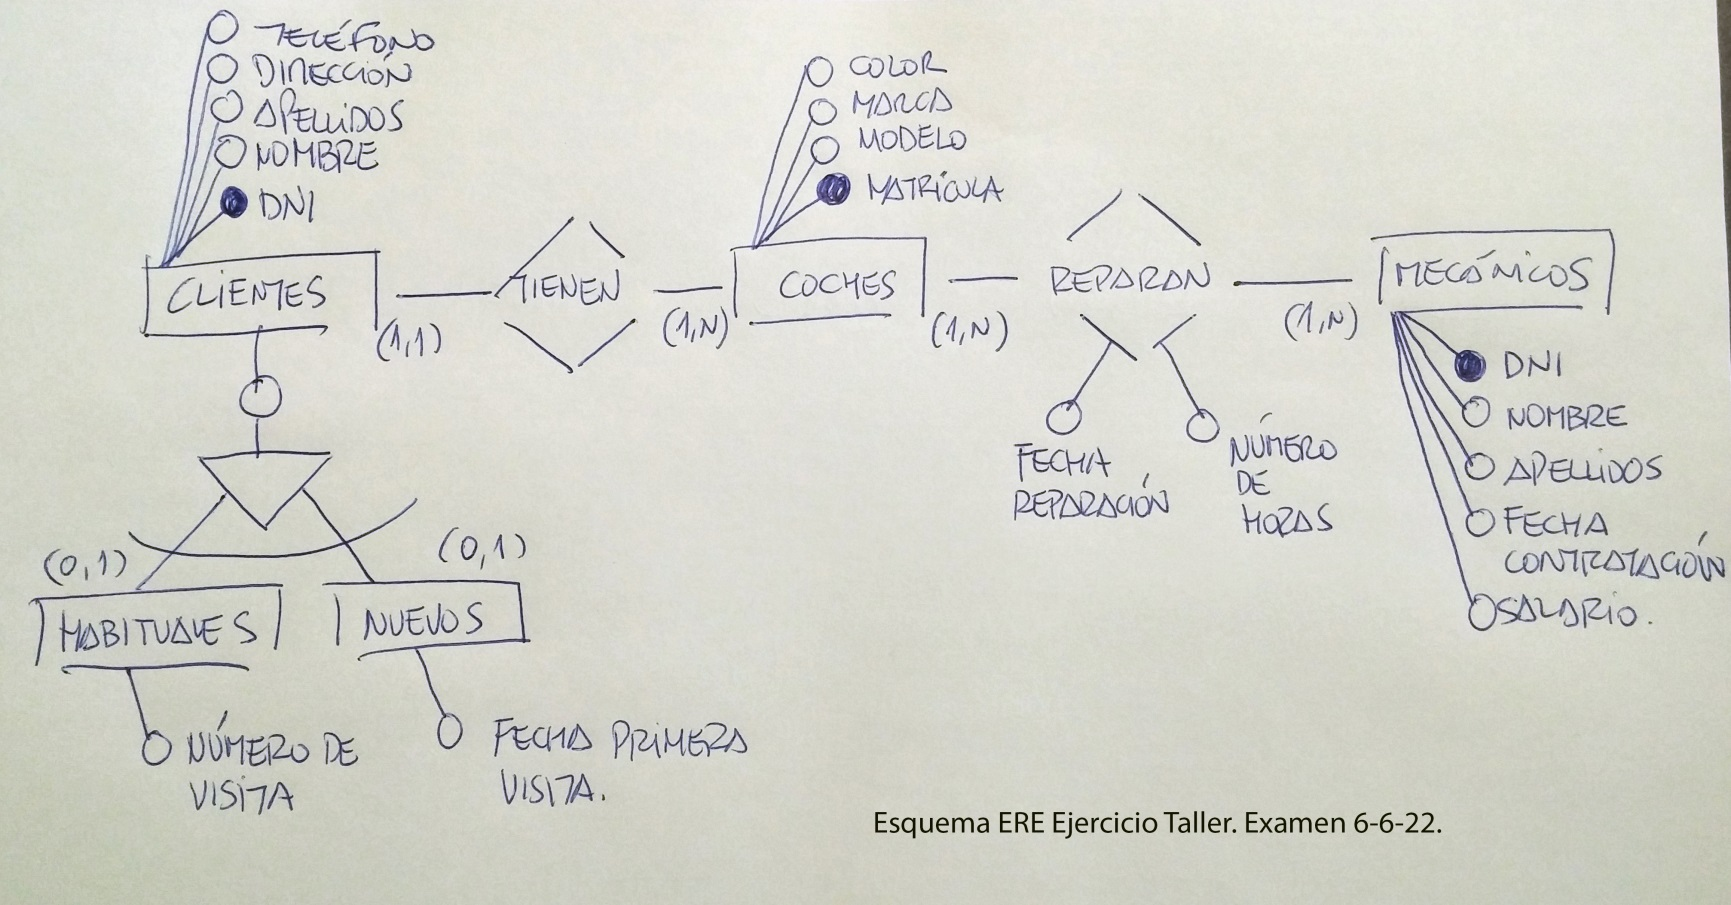 TELÉFONO
DIRECCIÓN
APELLIDOS
NOMBRE
DNI
CLIENTES
(1,1)
TIENEN
(1,N)
COLOR
MARCA
MODELO
MATRÍCULA
COCHES
(1,N)
REPARAN
(1,N)
FECHA
REPARACIÓN
NÚMERO
DE
HORAS
MECÁNICOS
DNI
NOMBRE
APELLIDOS
FECHA
CONTRATACIÓN
SALARIO.
(0,1)
(0,1)
HABITUALES
NUEVOS
NÚMERO DE
VISITA
FECHA PRIMERA
VISITA.
Esquema ERE Ejercicio Taller. Examen 6-6-22.